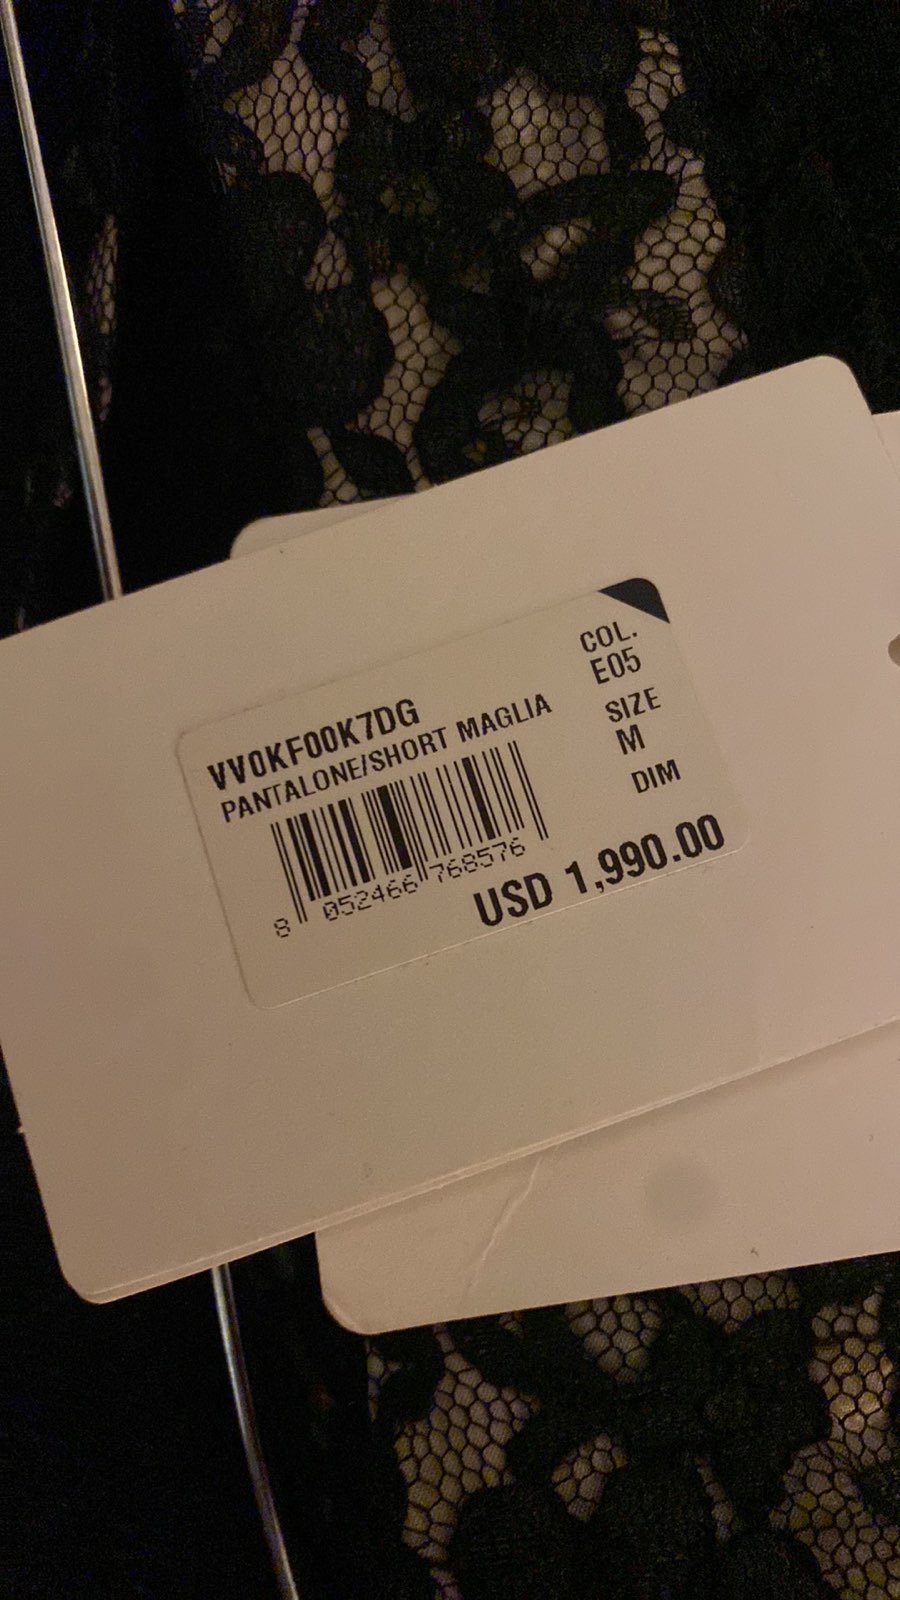 VV0KF00K7DG
PANTALONE/SHORT MAGLIA
COL.
E05
SIZE
M
DIM
8 052466 768576
USD 1,990.00